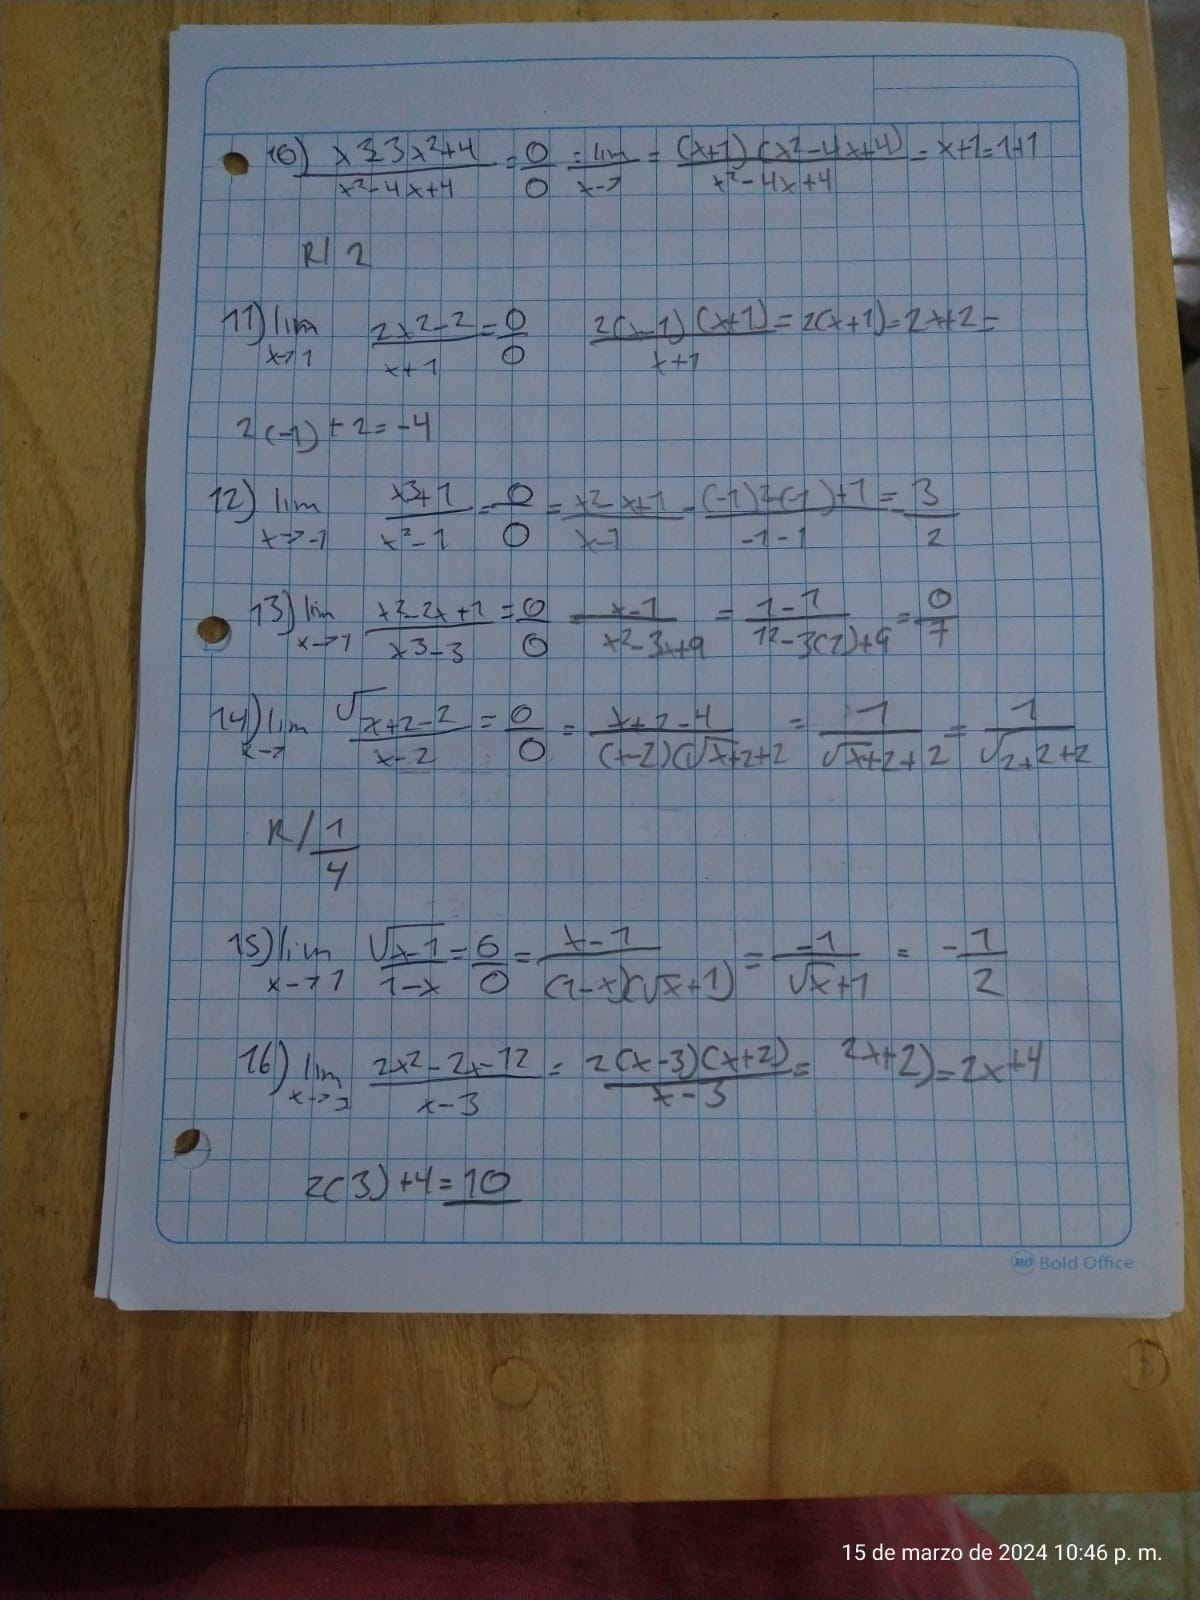 10) x3-3x²+4/x²-4x+4 = 0/0 = lim x→1 = (x+1)(x²-4x+4)/x²-4x+4 = x+1=1+1
R/ 2
11) lim x→1 2x²-2/x+1 = 0/0 2(x-1)(x+1)/x+1 = 2(x+1)=2x+2=
2(-1)+2=-4
12) lim x→-1 x3+1/x²-1 = 0/0 = x2 x+1/x-1 - (-1)2-(-1)+1/-1-1 = 3/2
13) lim x→1 x2-2x+1/x3-3 = 0/0 x-1/x2-3x+9 = 1-1/12-3(2)+9 = 0/7
14) lim x→ √x+2-2/x-2 = 0/0 = x+2-4/(x-2)(√x+2+2 = 1/√x+2+2 = 1/√2+2+2
R/ 1/4
15) lim x→1 √x-1/1-x = 6/0 = x-1/(1-x)(√x+1) = -1/√x+1 = -1/2
16) lim x→3 2x²-2x-12/x-3 = 2(x-3)(x+2)/x-3 = 2x+2)=2x+4
2(3)+4=10
BO Bold Office
15 de marzo de 2024 10:46 p. m.